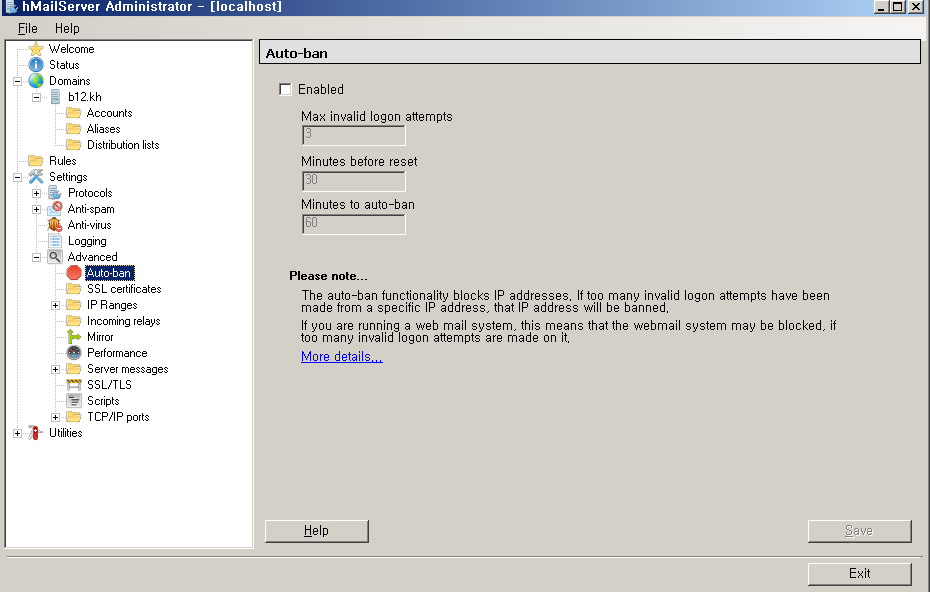 hMailServer Administrator - [localhost]
File Help
Welcome
Status
Domains
b12.kh
Accounts
Aliases
Distribution lists
Rules
Settings
Protocols
Anti-spam
Anti-virus
Logging
Advanced
Auto-ban
SSL certificates
IP Ranges
Incoming relays
Mirror
Performance
Server messages
SSL/TLS
Scripts
TCP/IP ports
Utilities
Auto-ban
Enabled
Max invalid logon attempts
3
Minutes before reset
30
Minutes to auto-ban
60
Please note...
The auto-ban functionality blocks IP addresses. If too many invalid logon attempts have been
made from a specific IP address, that IP address will be banned.
If you are running a web mail system, this means that the webmail system may be blocked, if
too many invalid logon attempts are made on it.
More details...
Help
Save
Exit